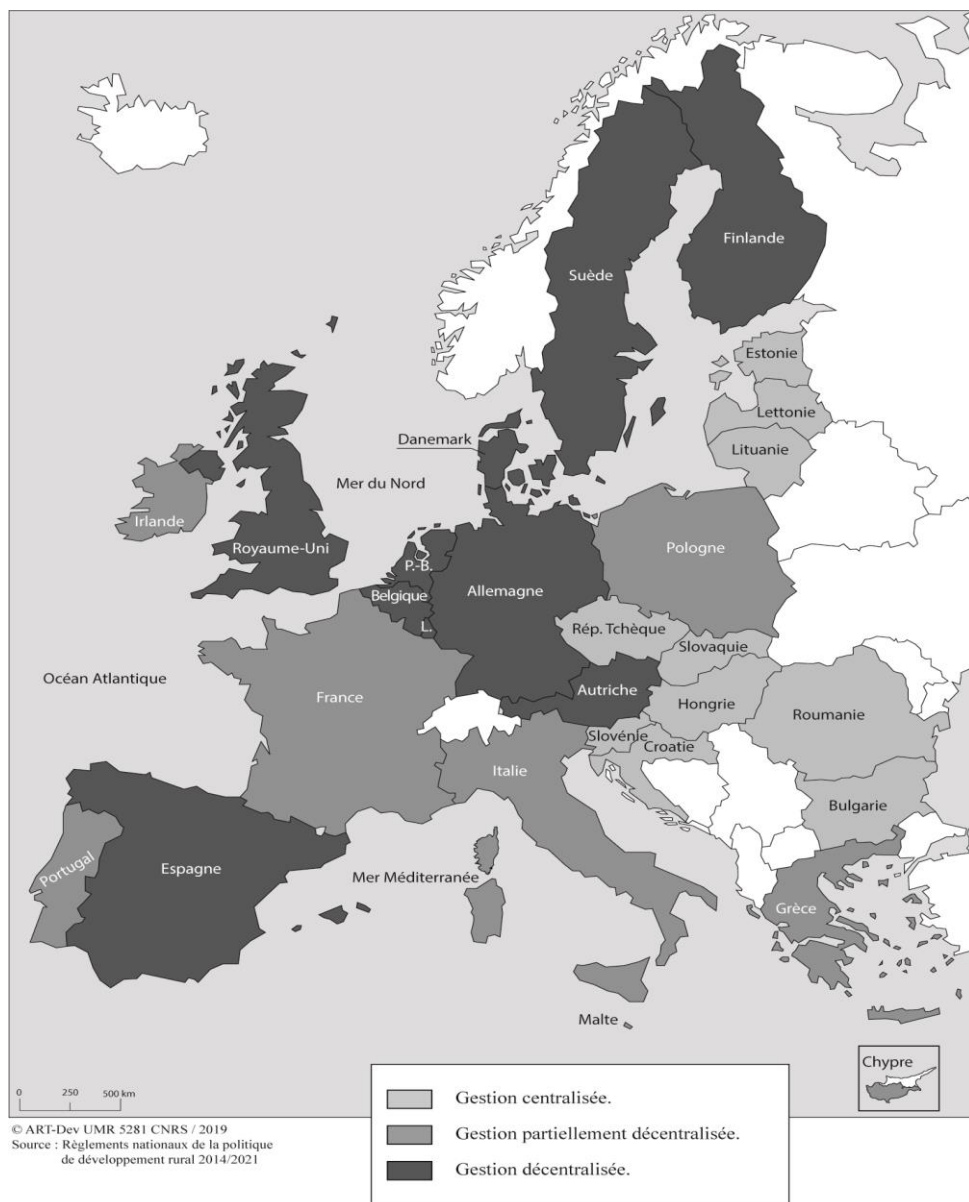 Finlande
Suède
Estonie
Lettonie
Danemark
Lituanie
Mer du Nord
Irlande
Royaume-Uni
Pologne
P.-B.
Belgique
Allemagne
L.
Rép. Tchèque
Slovaquie
Océan Atlantique
Autriche
France
Hongrie
Roumanie
Slovénie
Croatie
Italie
Bulgarie
Portugal
Espagne
Mer Méditerranée
Grèce
Malte
Chypre
0 250 500 km
© ART-Dev UMR 5281 CNRS / 2019
Source : Règlements nationaux de la politique
de développement rural 2014/2021
Gestion centralisée.
Gestion partiellement décentralisée.
Gestion décentralisée.